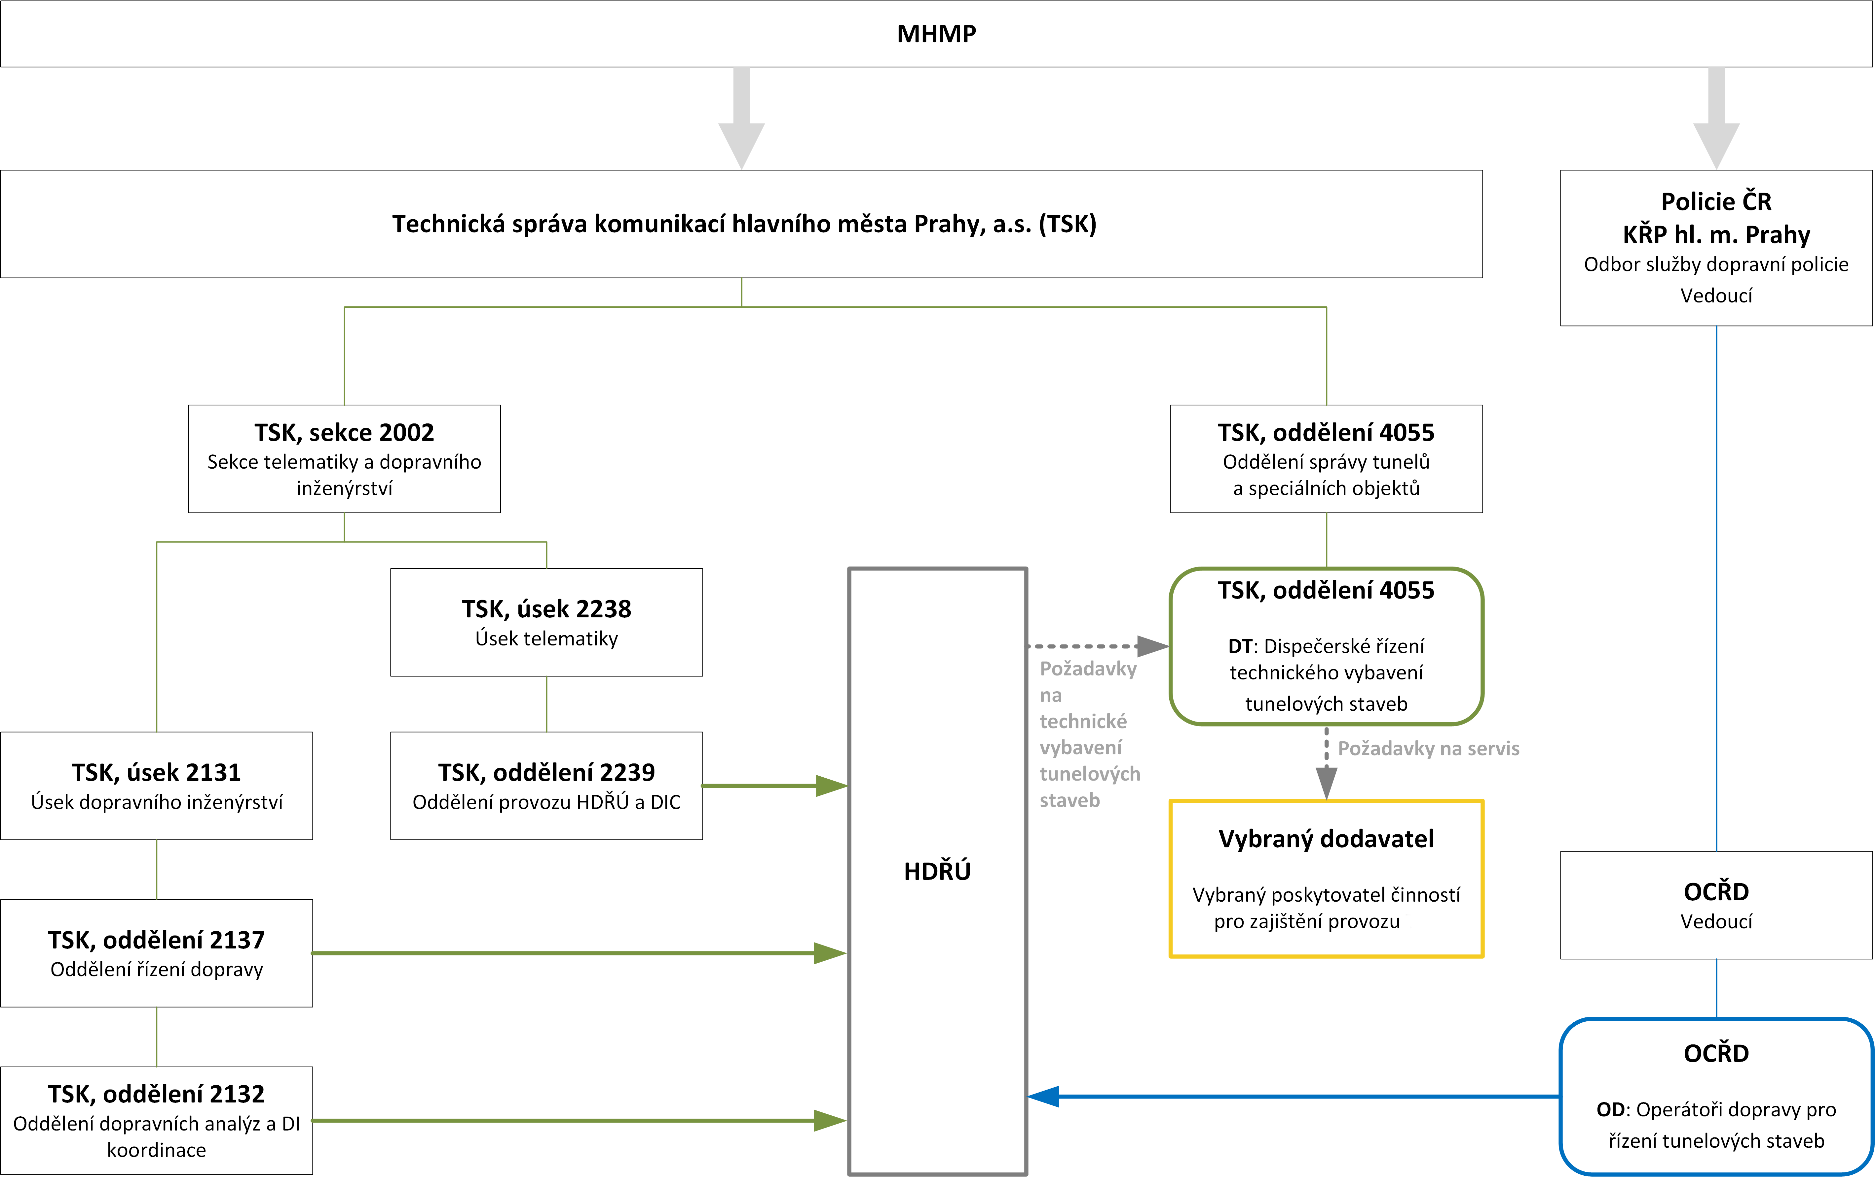 MHMP
Technická správa komunikací hlavního města Prahy, a.s. (TSK)
Policie ČR
KŘP hl. m. Prahy
Odbor služby dopravní policie
Vedoucí
TSK, sekce 2002
Sekce telematiky a dopravního
inženýrství
TSK, oddělení 4055
Oddělení správy tunelů
a speciálních objektů
TSK, úsek 2238
Úsek telematiky
TSK, oddělení 4055
DT: Dispečerské řízení
technického vybavení
tunelových staveb
Požadavky
na
technické
vybavení
tunelových
staveb
Požadavky na servis
TSK, úsek 2131
Úsek dopravního inženýrství
TSK, oddělení 2239
Oddělení provozu HDŘÚ a DIC
HDŘÚ
Vybraný dodavatel
Vybraný poskytovatel činností
pro zajištění provozu
OCŘD
Vedoucí
TSK, oddělení 2137
Oddělení řízení dopravy
TSK, oddělení 2132
Oddělení dopravních analýz a DI
koordinace
OCŘD
OD: Operátoři dopravy pro
řízení tunelových staveb